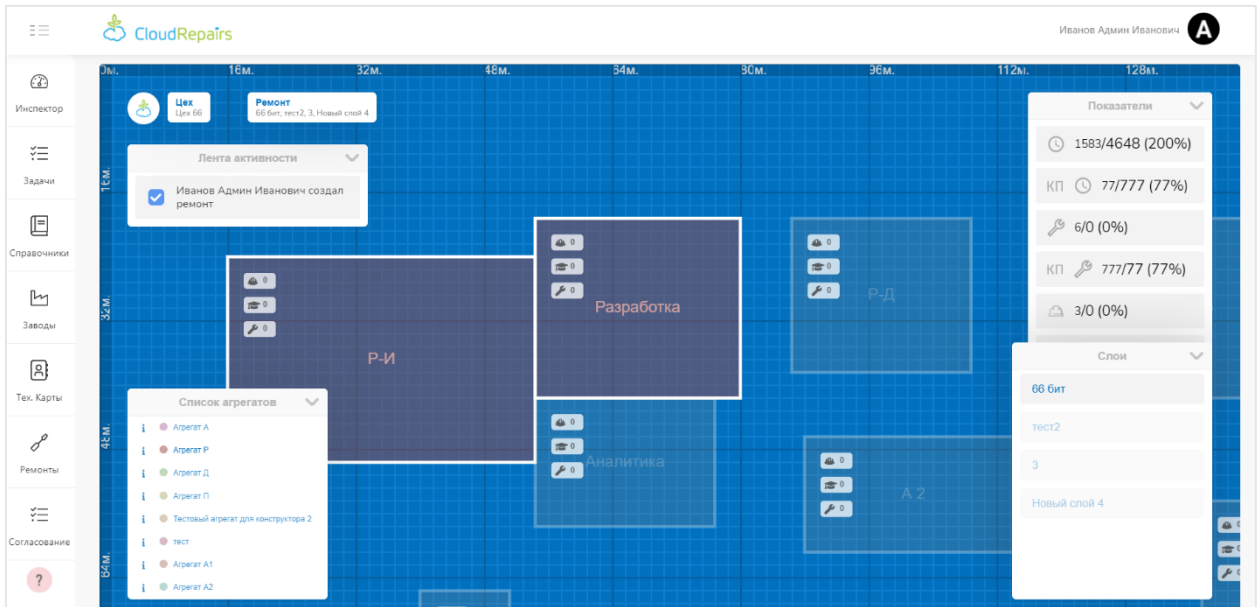 CloudRepairs
Иванов Админ Иванович
A
0м.
16м.
32м.
48м.
64м.
80м.
96м.
112м.
128м.
Инспектор
Задачи
Справочники
Заводы
Тех. Карты
Ремонты
Согласование
?
Цех
Цех 66
Ремонт
66 бит, тест2, 3, Новый слой 4
Лента активности
Иванов Админ Иванович создал
ремонт
16м.
32м.
48м.
64м.
0
0
0
Р-И
0
0
0
Разработка
0
0
0
Р-Д
0
0
0
Аналитика
0
0
0
А 2
Список агрегатов
i Агрегат А
i Агрегат Р
i Агрегат Д
i Агрегат П
i Тестовый агрегат для конструктора 2
i тест
i Агрегат А1
i Агрегат А2
Показатели
1583/4648 (200%)
КП 77/777 (77%)
6/0 (0%)
КП 777/77 (77%)
3/0 (0%)
Слои
66 бит
тест2
3
Новый слой 4